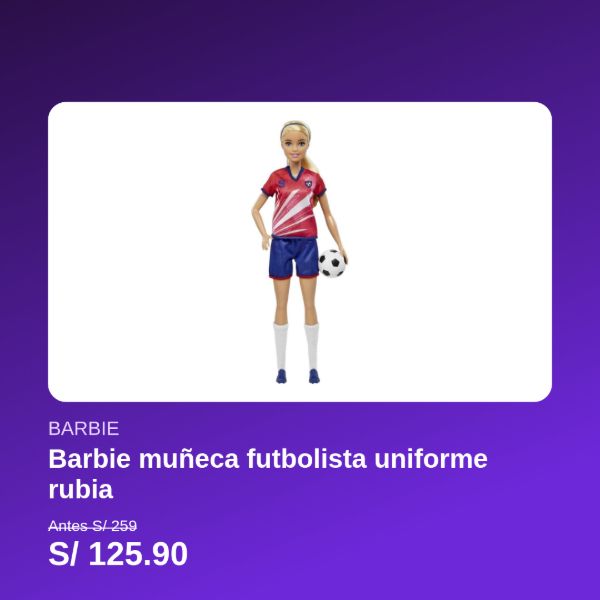 BARBIE
Barbie muñeca futbolista uniforme
rubia
Antes S/ 259
S/ 125.90